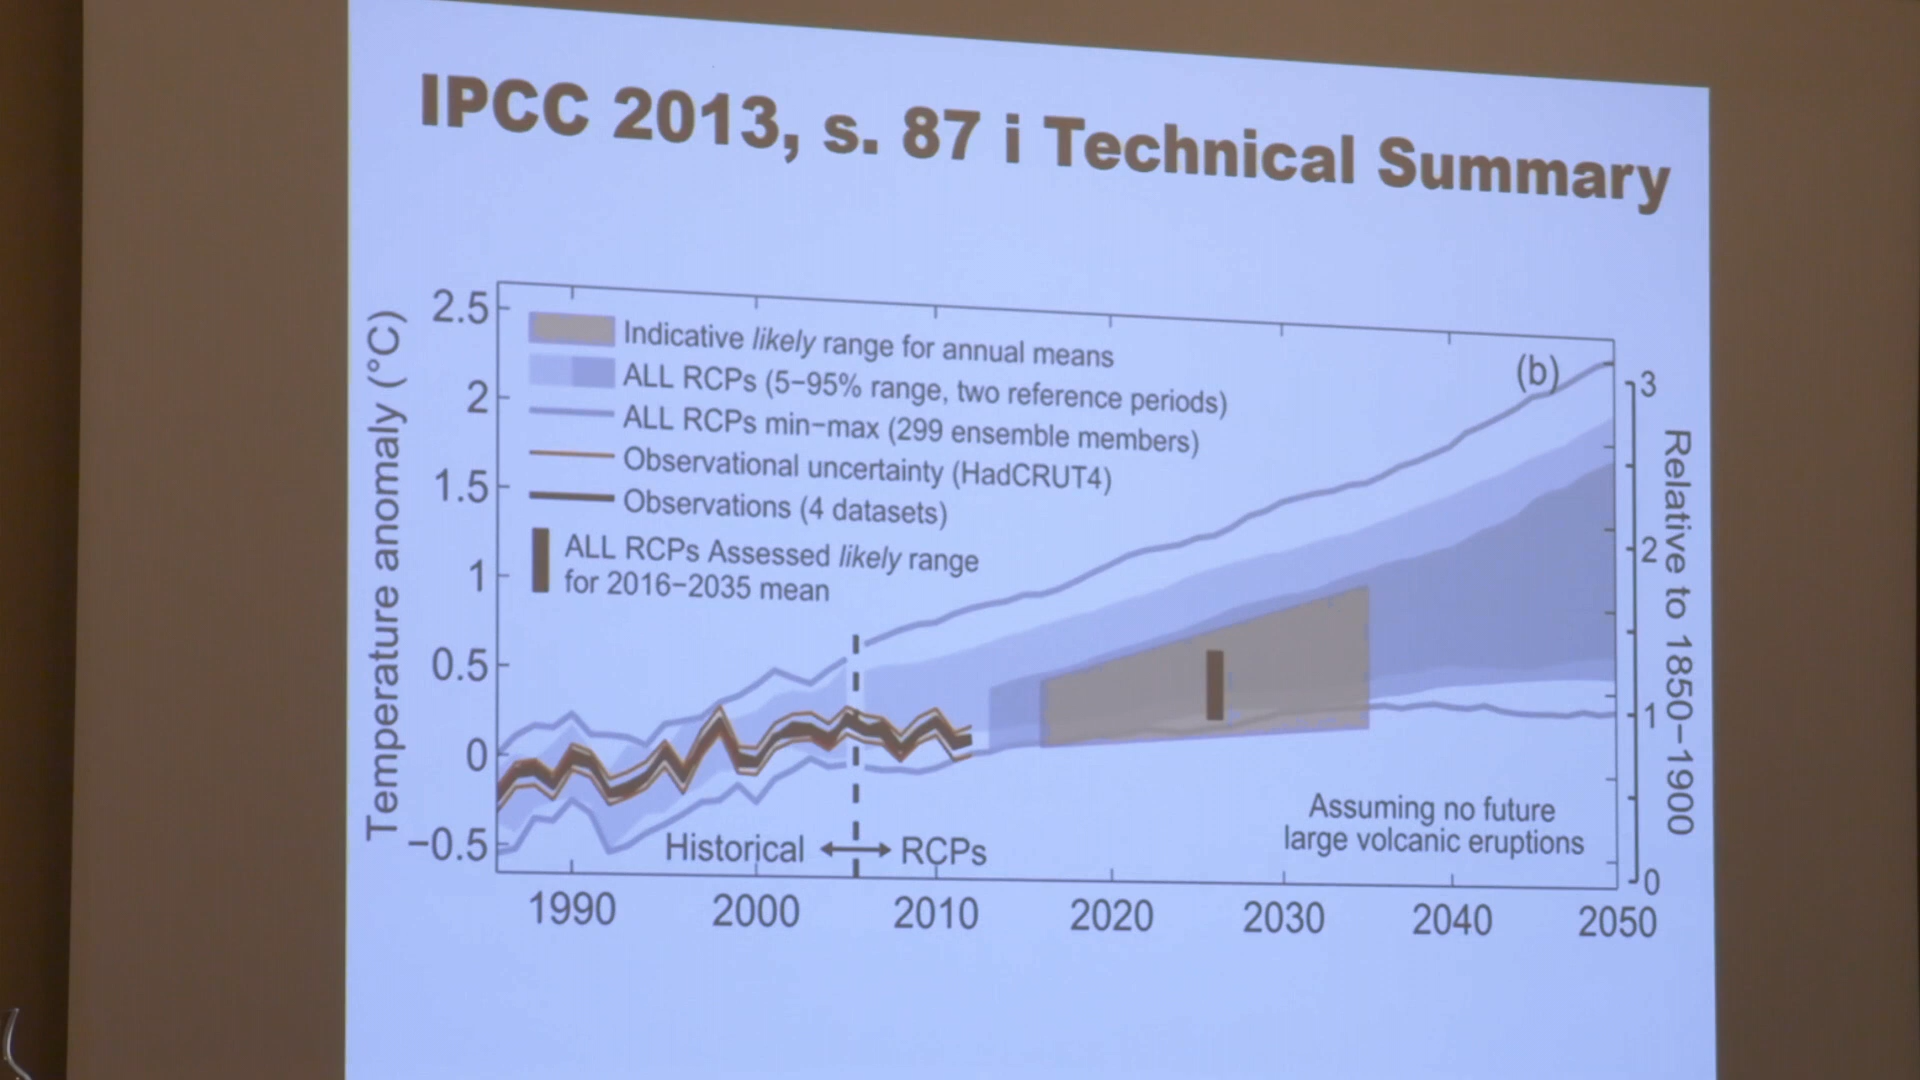 IPCC 2013, s. 87 i Technical Summary
Temperature anomaly (°C)
2.5
2
1.5
1
0.5
0
−0.5
Indicative likely range for annual means
ALL RCPs (5−95% range, two reference periods)
ALL RCPs min−max (299 ensemble members)
Observational uncertainty (HadCRUT4)
Observations (4 datasets)
ALL RCPs Assessed likely range
for 2016−2035 mean
(b)
Historical
RCPs
Assuming no future
large volcanic eruptions
3
2
1
0
Relative to 1850−1900
1990
2000
2010
2020
2030
2040
2050